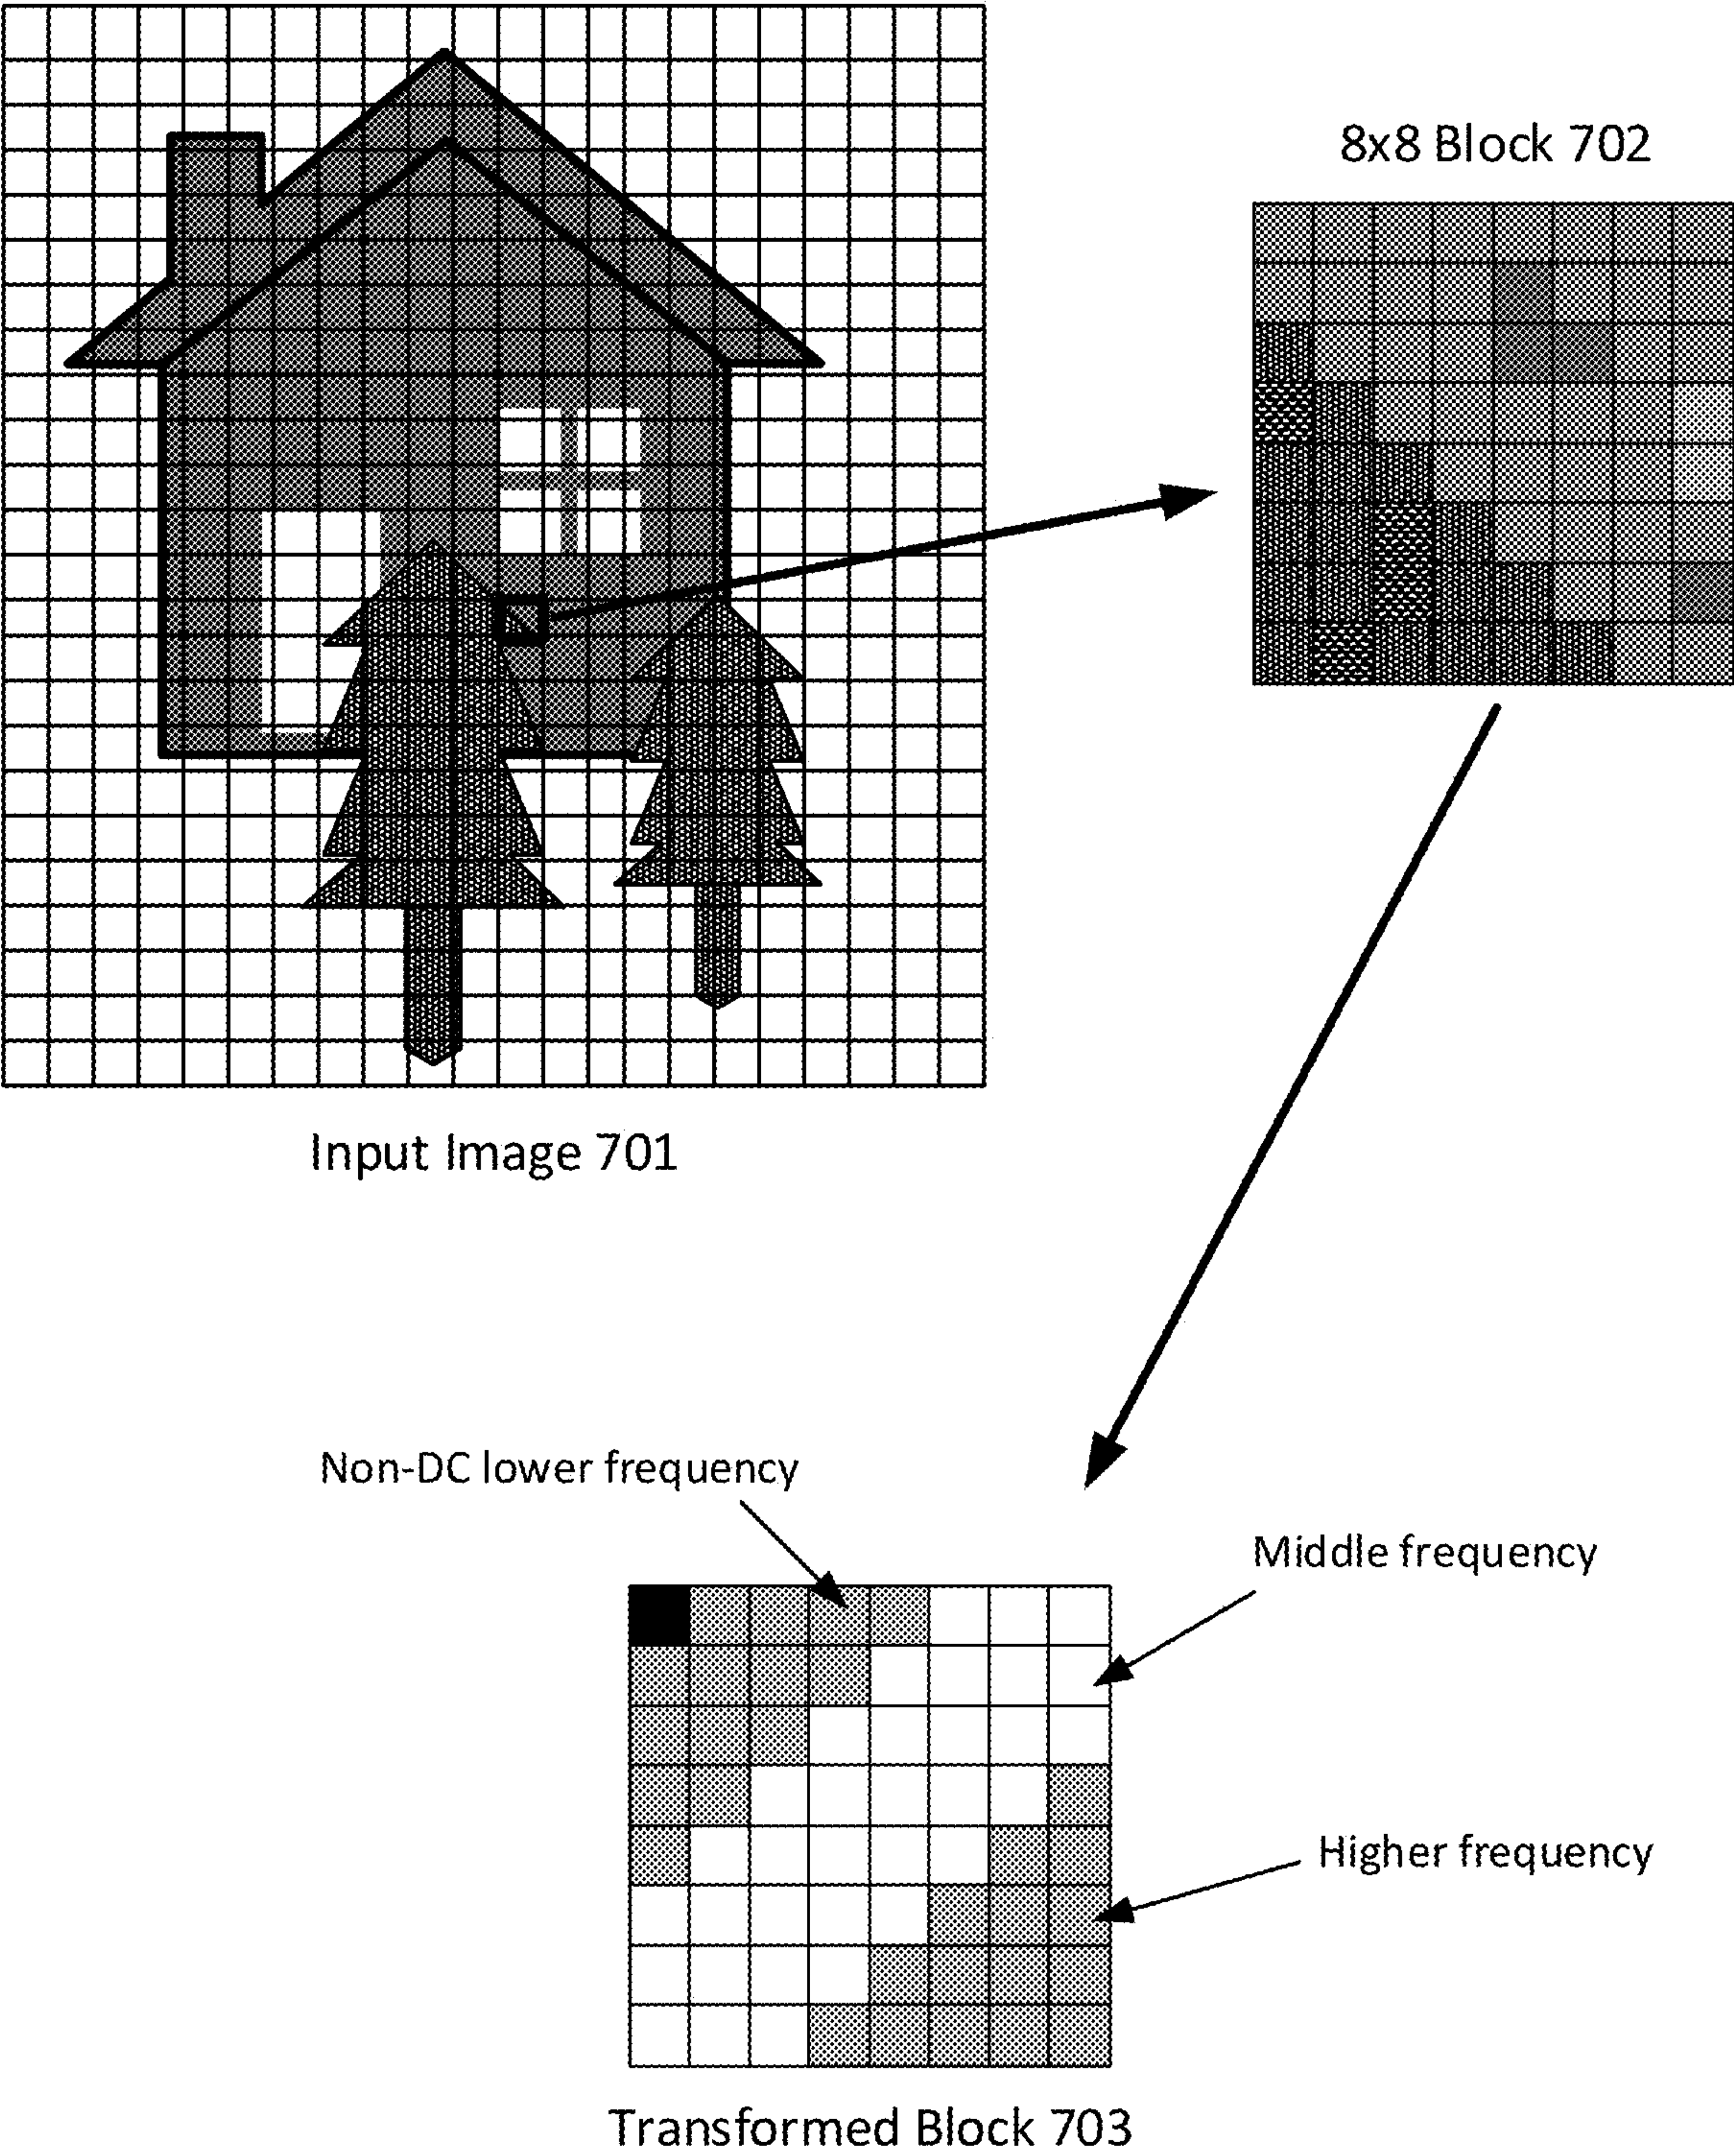 8x8 Block 702
Input Image 701
Non-DC lower frequency
Middle frequency
Higher frequency
Transformed Block 703